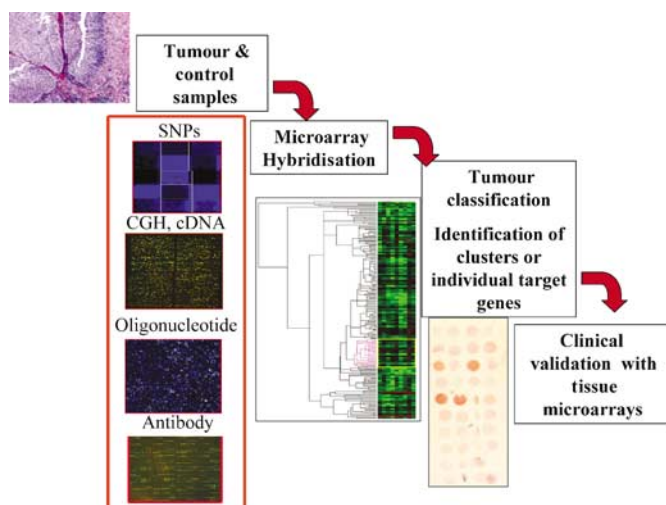 Tumour &
control
samples
SNPs
CGH, cDNA
Oligonucleotide
Antibody
Microarray
Hybridisation
Tumour
classification
Identification of
clusters or
individual target
genes
Clinical
validation with
tissue
microarrays